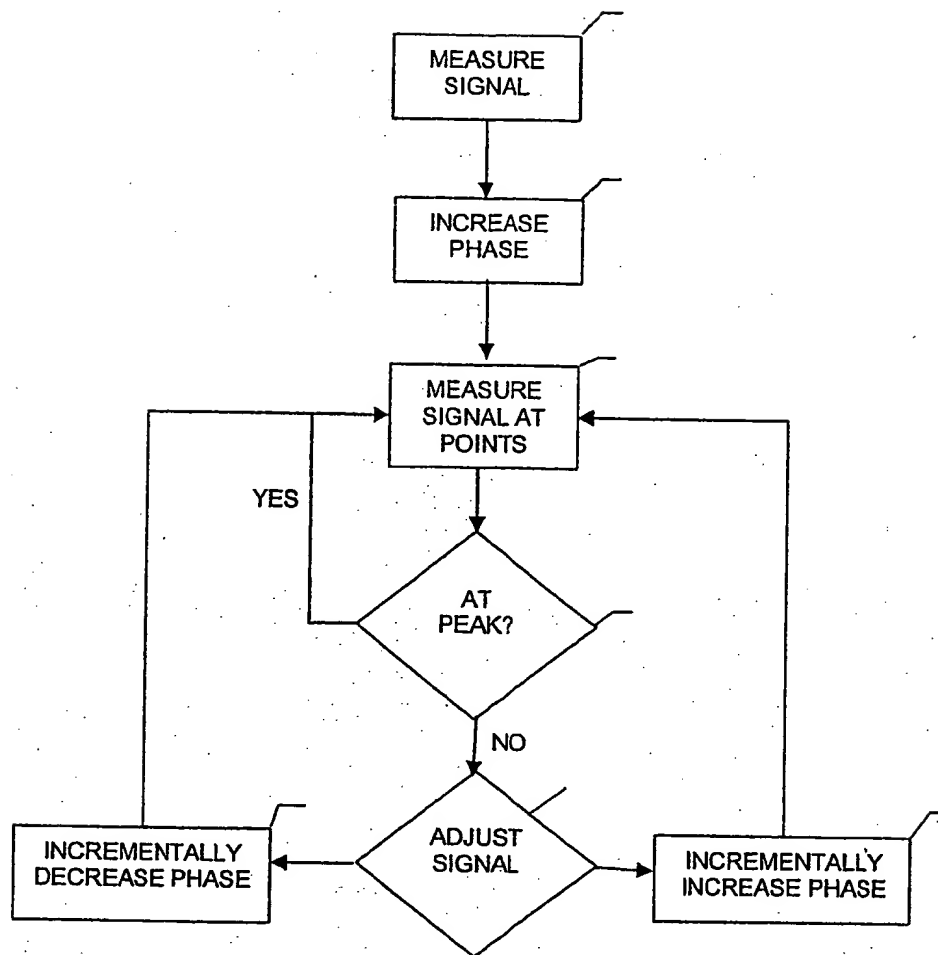 MEASURE
SIGNAL
INCREASE
PHASE
MEASURE
SIGNAL AT
POINTS
YES
AT
PEAK?
NO
ADJUST
SIGNAL
INCREMENTALLY
DECREASE PHASE
INCREMENTALLY
INCREASE PHASE